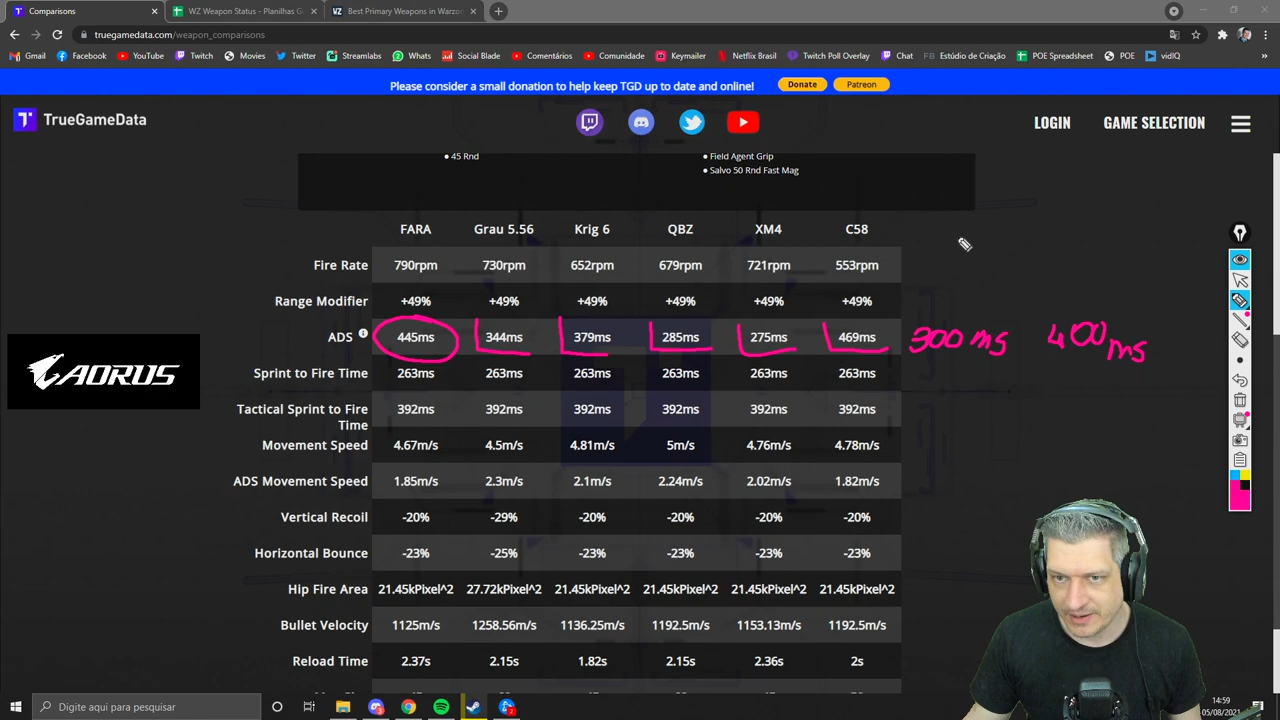 Comparisons
WZ Weapon Status - Planilhas G
Best Primary Weapons in Warzo
truegamedata.com/weapon_comparisons
Gmail Facebook YouTube Twitch Movies Twitter Streamlabs Whats Social Blade Comentários Comunidade Keymailer Netflix Brasil Twitch Poll Overlay Chat Estúdio de Criação POE Spreadsheet POE vidIQ
Please consider a small donation to help keep TGD up to date and online! Donate Patreon
TrueGameData LOGIN GAME SELECTION
45 Rnd
Field Agent Grip
Salvo 50 Rnd Fast Mag
FARA Grau 5.56 Krig 6 QBZ XM4 C58
Fire Rate 790rpm 730rpm 652rpm 679rpm 721rpm 553rpm
Range Modifier +49% +49% +49% +49% +49% +49%
ADS 445ms 344ms 379ms 285ms 275ms 469ms 300ms 400ms
AORUS
Sprint to Fire Time 263ms 263ms 263ms 263ms 263ms 263ms
Tactical Sprint to Fire Time 392ms 392ms 392ms 392ms 392ms 392ms
Movement Speed 4.67m/s 4.5m/s 4.81m/s 5m/s 4.76m/s 4.78m/s
ADS Movement Speed 1.85m/s 2.3m/s 2.1m/s 2.24m/s 2.02m/s 1.82m/s
Vertical Recoil -20% -29% -20% -20% -20% -20%
Horizontal Bounce -23% -25% -23% -23% -23% -23%
Hip Fire Area 21.45kPixel^2 27.72kPixel^2 21.45kPixel^2 21.45kPixel^2 21.45kPixel^2 21.45kPixel^2
Bullet Velocity 1125m/s 1258.56m/s 1136.25m/s 1192.5m/s 1153.13m/s 1192.5m/s
Reload Time 2.37s 2.15s 1.82s 2.15s 2.36s 2s
Digite aqui para pesquisar
14:59
05/08/2021